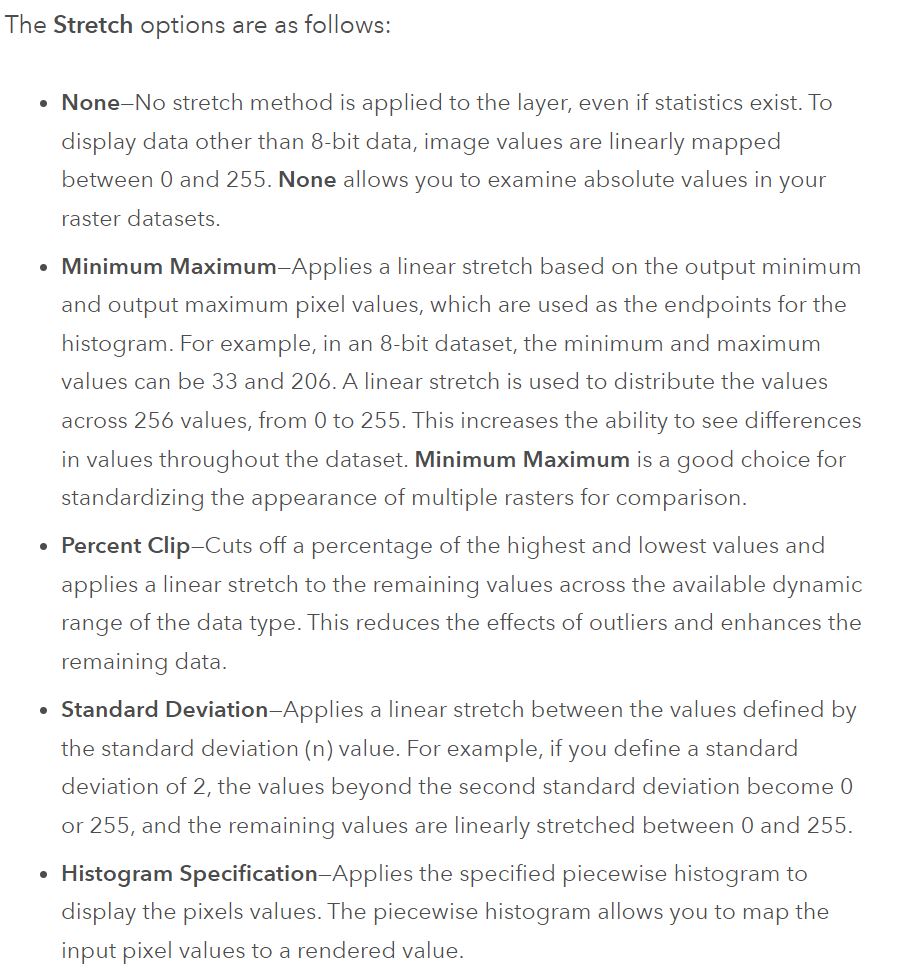 The Stretch options are as follows:
• None—No stretch method is applied to the layer, even if statistics exist. To
display data other than 8-bit data, image values are linearly mapped
between 0 and 255. None allows you to examine absolute values in your
raster datasets.
• Minimum Maximum—Applies a linear stretch based on the output minimum
and output maximum pixel values, which are used as the endpoints for the
histogram. For example, in an 8-bit dataset, the minimum and maximum
values can be 33 and 206. A linear stretch is used to distribute the values
across 256 values, from 0 to 255. This increases the ability to see differences
in values throughout the dataset. Minimum Maximum is a good choice for
standardizing the appearance of multiple rasters for comparison.
• Percent Clip—Cuts off a percentage of the highest and lowest values and
applies a linear stretch to the remaining values across the available dynamic
range of the data type. This reduces the effects of outliers and enhances the
remaining data.
• Standard Deviation—Applies a linear stretch between the values defined by
the standard deviation (n) value. For example, if you define a standard
deviation of 2, the values beyond the second standard deviation become 0
or 255, and the remaining values are linearly stretched between 0 and 255.
• Histogram Specification—Applies the specified piecewise histogram to
display the pixels values. The piecewise histogram allows you to map the
input pixel values to a rendered value.